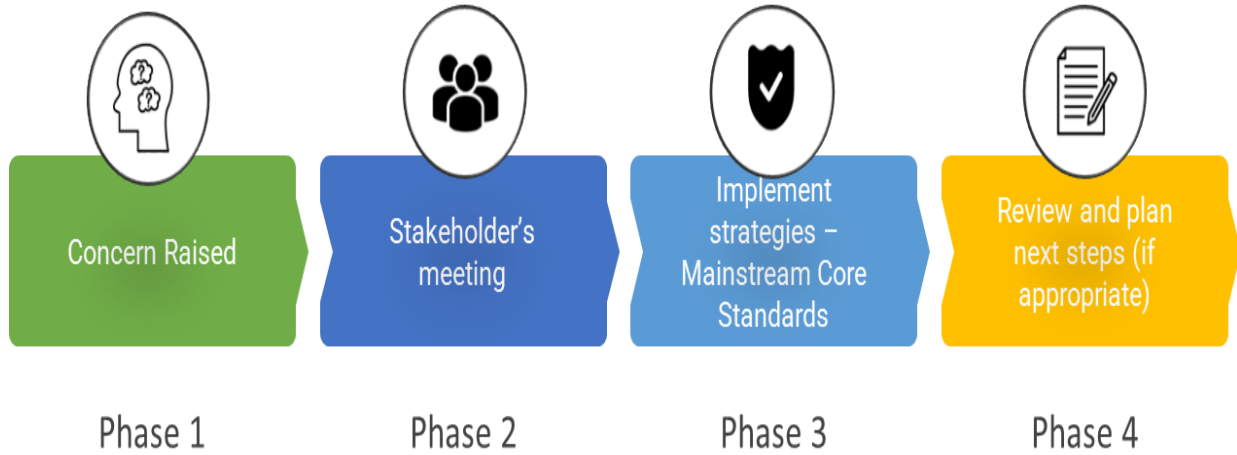 Concern Raised
Stakeholder’s
meeting
Implement
strategies –
Mainstream Core
Standards
Review and plan
next steps (if
appropriate)
Phase 1
Phase 2
Phase 3
Phase 4